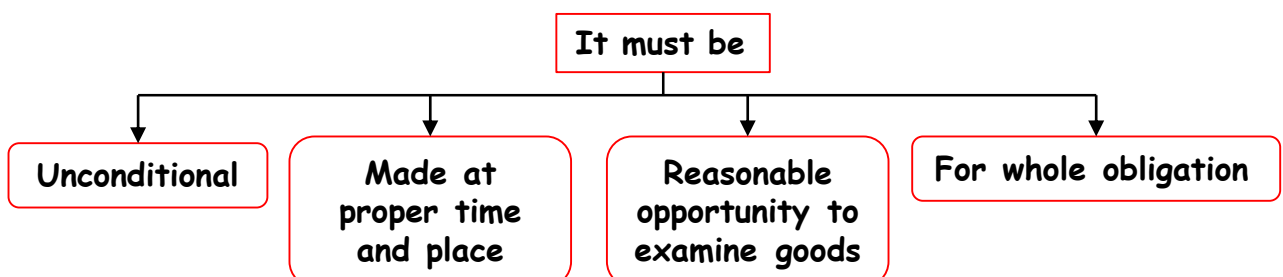 It must be
Unconditional
Made at
proper time
and place
Reasonable
opportunity to
examine goods
For whole obligation